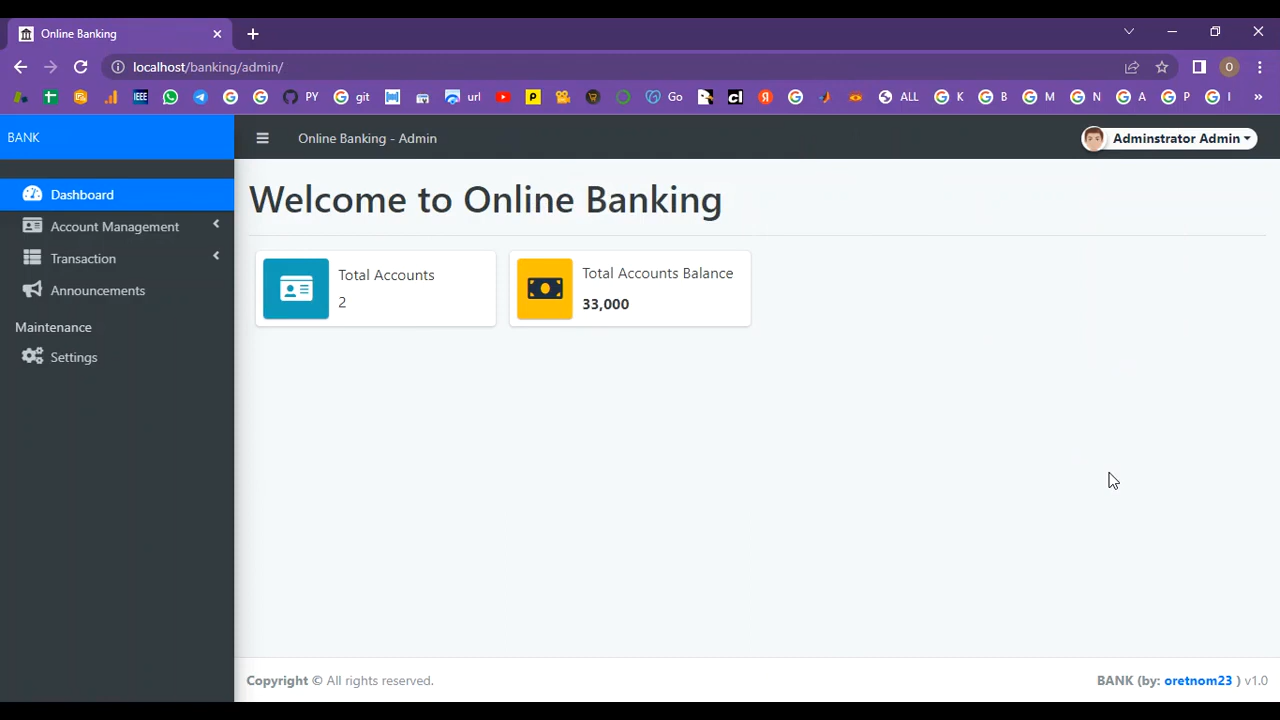 Online Banking
localhost/banking/admin/
IEEE
PY
git
url
Go
ALL
K
B
M
N
A
P
I
»
BANK
Online Banking - Admin
Adminstrator Admin
Dashboard
Account Management
Transaction
Announcements
Maintenance
Settings
Welcome to Online Banking
Total Accounts
2
Total Accounts Balance
33,000
Copyright © All rights reserved.
BANK (by: oretnom23 ) v1.0